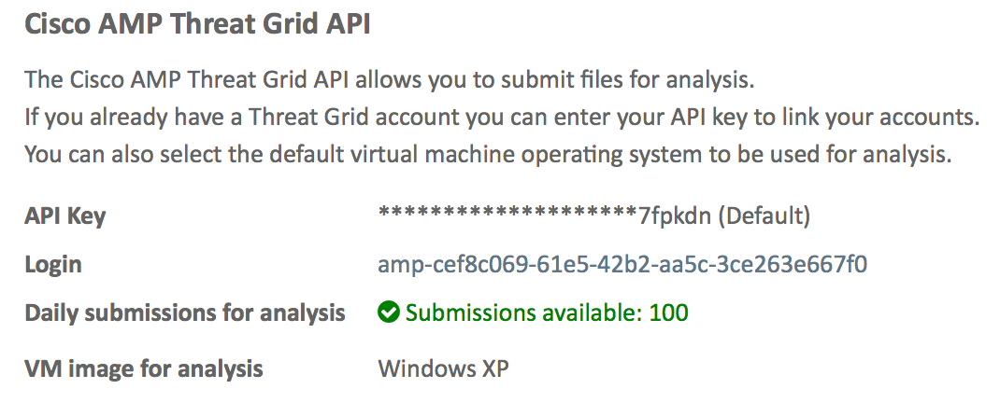 Cisco AMP Threat Grid API
The Cisco AMP Threat Grid API allows you to submit files for analysis.
If you already have a Threat Grid account you can enter your API key to link your accounts.
You can also select the default virtual machine operating system to be used for analysis.
API Key ********************7fpkdn (Default)
Login amp-cef8c069-61e5-42b2-aa5c-3ce263e667f0
Daily submissions for analysis Submissions available: 100
VM image for analysis Windows XP